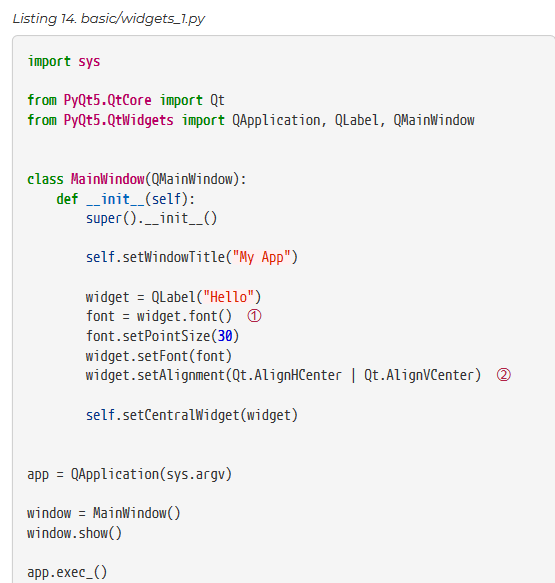 Listing 14. basic/widgets_1.py
import sys
from PyQt5.QtCore import Qt
from PyQt5.QtWidgets import QApplication, QLabel, QMainWindow
class MainWindow(QMainWindow):
    def __init__(self):
        super().__init__()
        self.setWindowTitle("My App")
        widget = QLabel("Hello")
        font = widget.font()  ①
        font.setPointSize(30)
        widget.setFont(font)
        widget.setAlignment(Qt.AlignHCenter | Qt.AlignVCenter)  ②
        self.setCentralWidget(widget)
app = QApplication(sys.argv)
window = MainWindow()
window.show()
app.exec_()